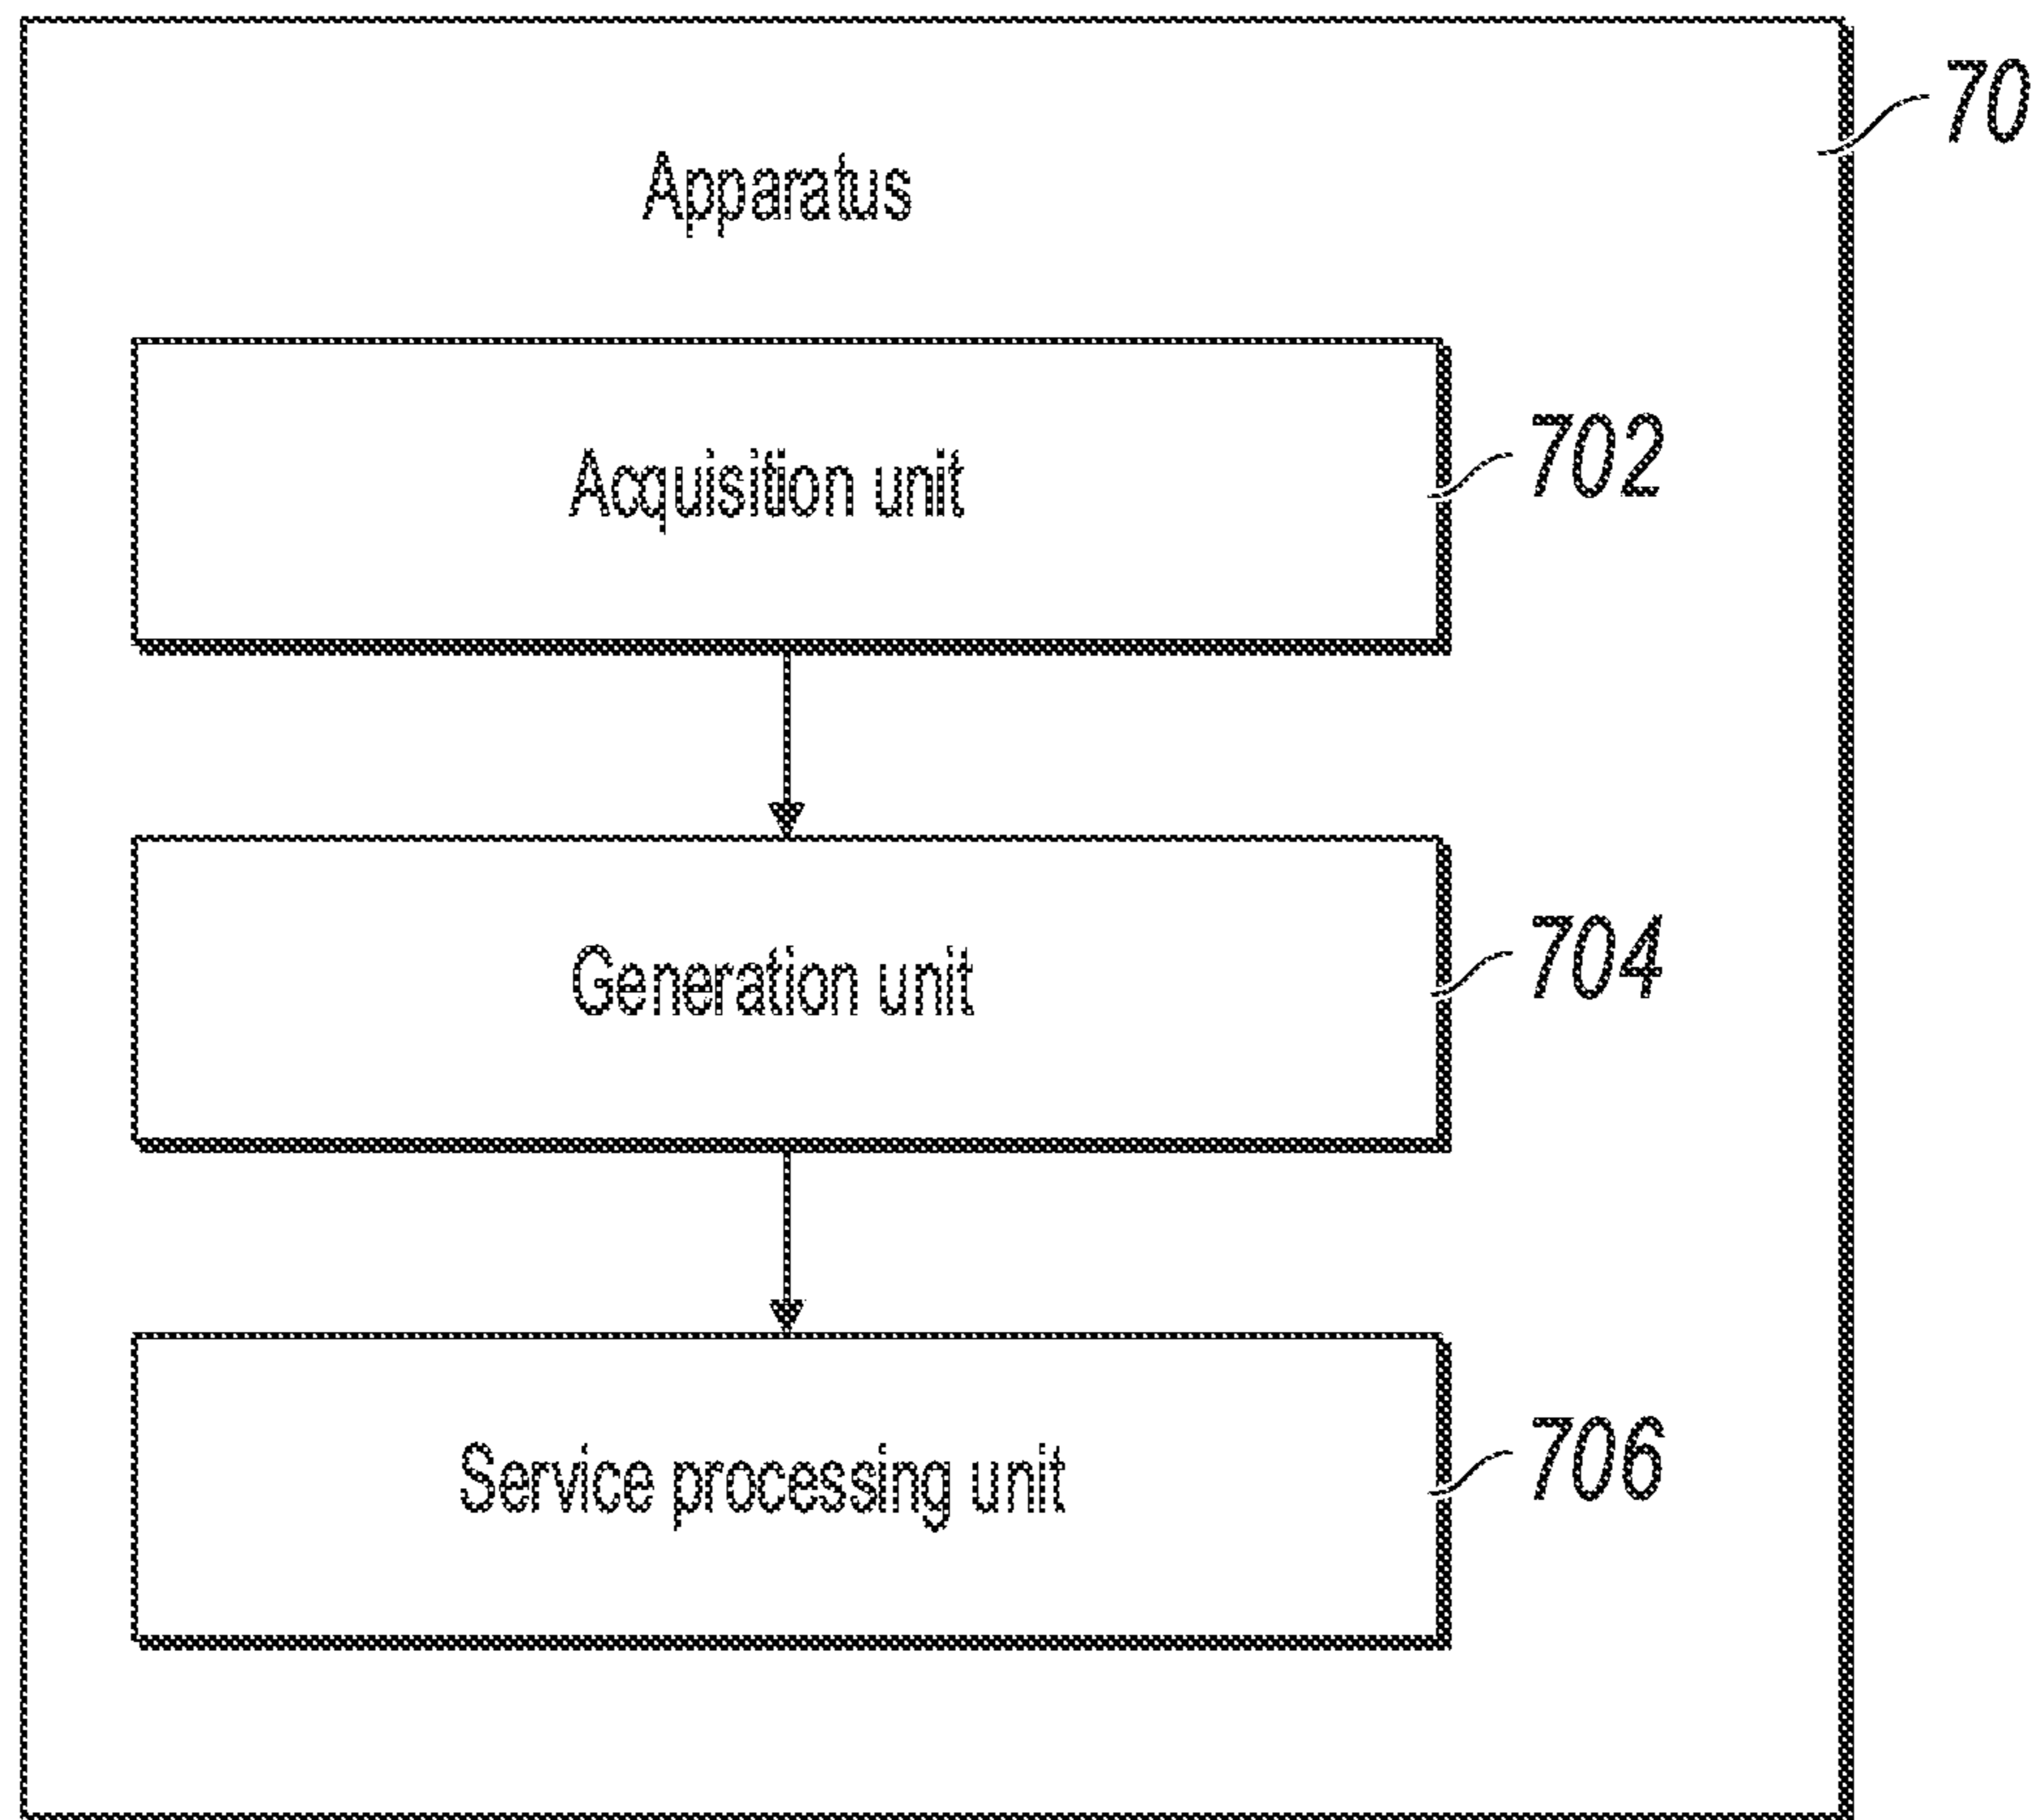 70
Apparatus
Acquisition unit
702
Generation unit
704
Service processing unit
706